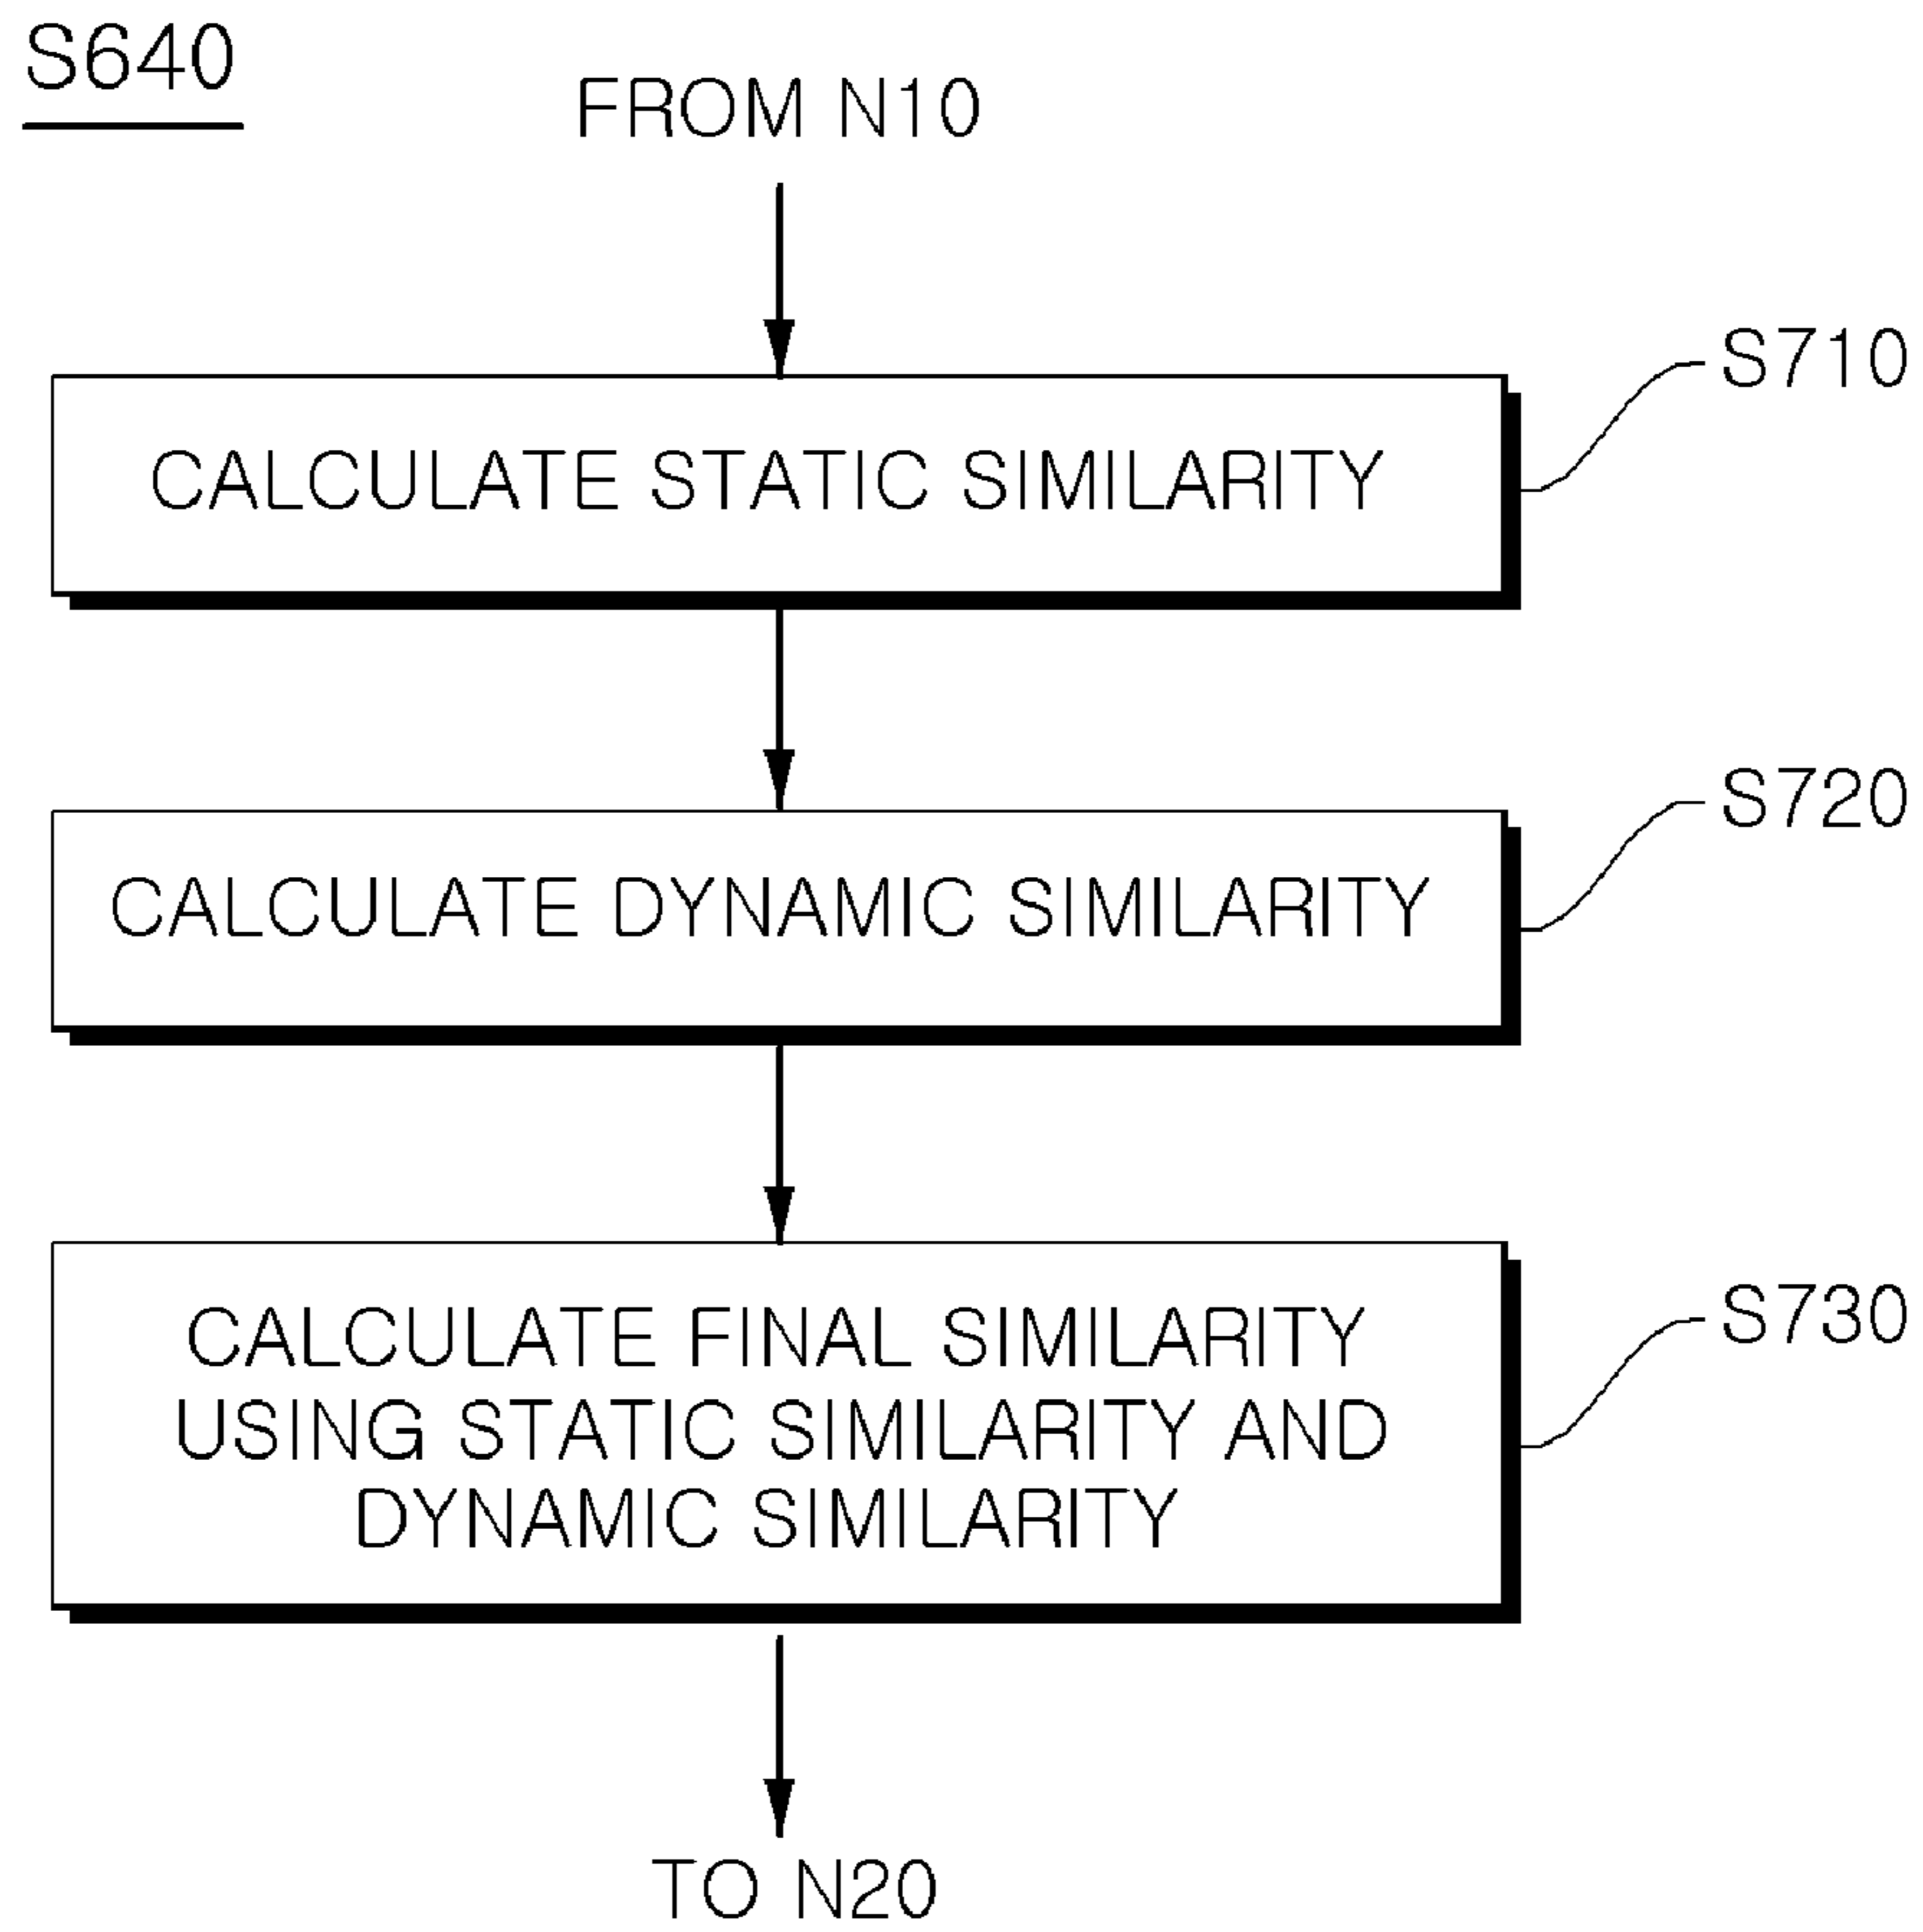 S640
FROM N10
S710
CALCULATE STATIC SIMILARITY
S720
CALCULATE DYNAMIC SIMILARITY
S730
CALCULATE FINAL SIMILARITY
USING STATIC SIMILARITY AND
DYNAMIC SIMILARITY
TO N20